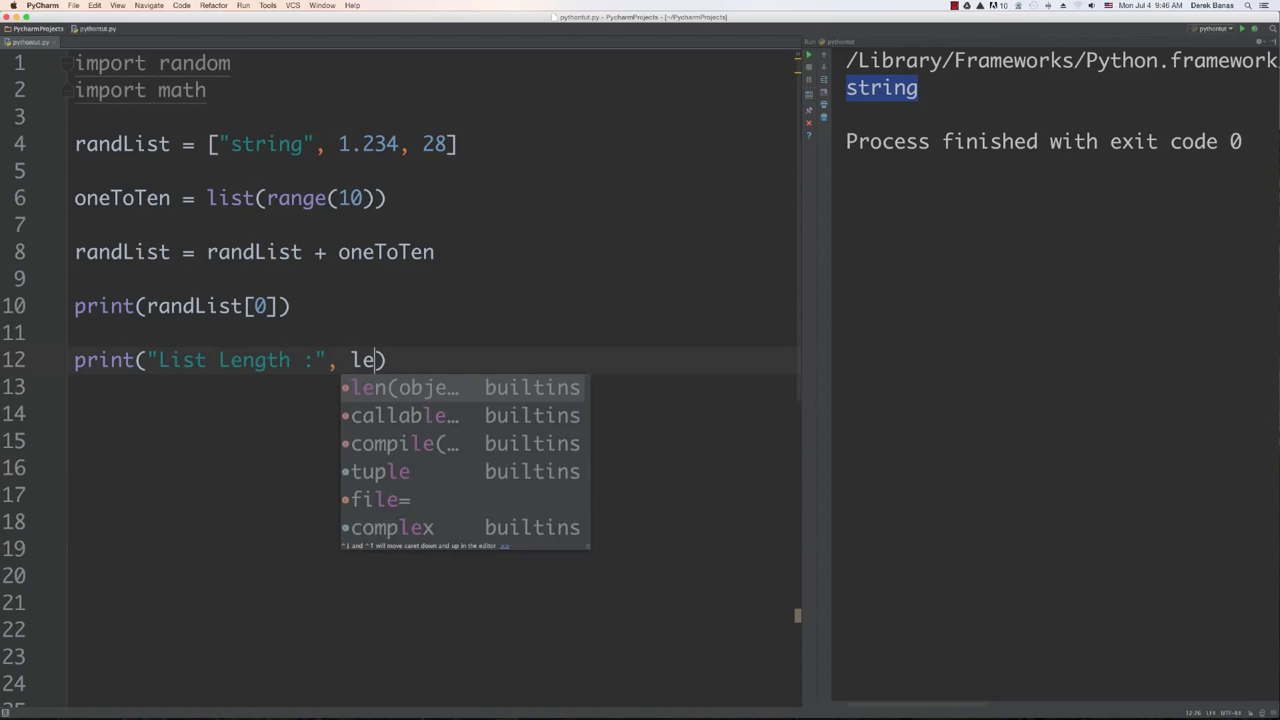 PyCharm File Edit View Navigate Code Refactor Run Tools VCS Window Help
10 Mon Jul 4 9:46 AM Derek Banas
pythontut.py - PycharmProjects - [~/PycharmProjects]
PycharmProjects pythontut.py
pythontut
pythontut.py
Run pythontut
1 import random
2 import math
3
4 randList = ["string", 1.234, 28]
5
6 oneToTen = list(range(10))
7
8 randList = randList + oneToTen
9
10 print(randList[0])
11
12 print("List Length :", le)
13
14
15
16
17
18
19
20
21
22
23
24
len(obje… builtins
callable… builtins
compile(… builtins
tuple builtins
file=
complex builtins
^↓ and ^↑ will move caret down and up in the editor >>
/Library/Frameworks/Python.framework
string
Process finished with exit code 0
12:26 LF‡ UTF-8‡